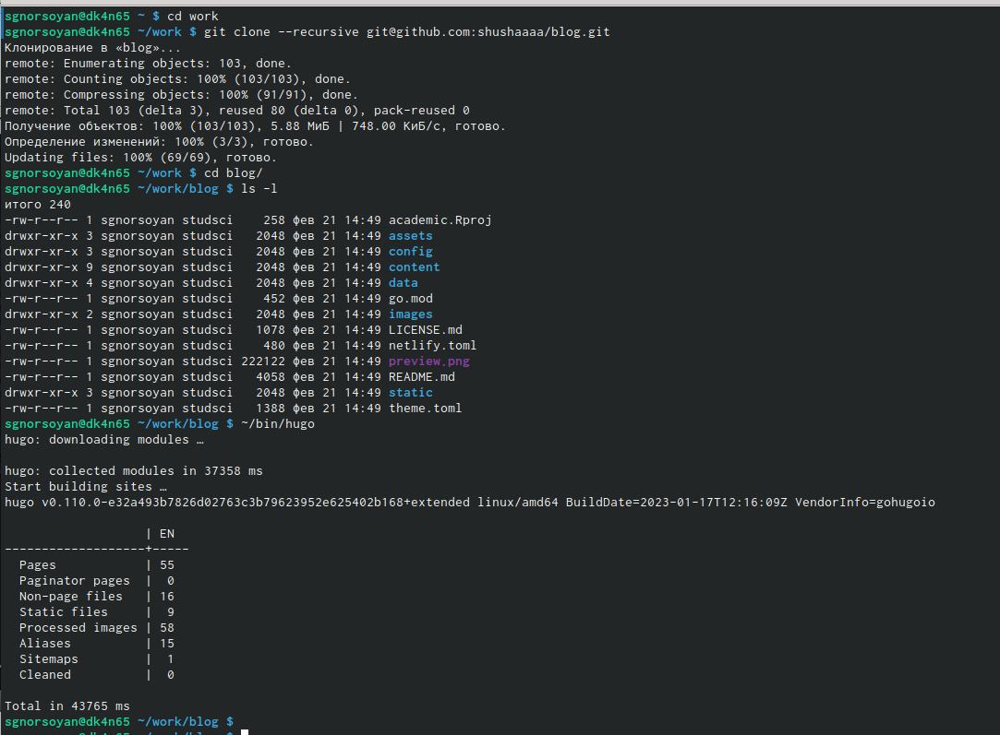 sgnorsoyan@dk4n65 ~ $ cd work
sgnorsoyan@dk4n65 ~/work $ git clone --recursive git@github.com:shushaaaa/blog.git
Клонирование в «blog»...
remote: Enumerating objects: 103, done.
remote: Counting objects: 100% (103/103), done.
remote: Compressing objects: 100% (91/91), done.
remote: Total 103 (delta 3), reused 80 (delta 0), pack-reused 0
Получение объектов: 100% (103/103), 5.88 МиБ | 748.00 КиБ/с, готово.
Определение изменений: 100% (3/3), готово.
Updating files: 100% (69/69), готово.
sgnorsoyan@dk4n65 ~/work $ cd blog/
sgnorsoyan@dk4n65 ~/work/blog $ ls -l
итого 240
-rw-r--r-- 1 sgnorsoyan studsci    258 фев 21 14:49 academic.Rproj
drwxr-xr-x 3 sgnorsoyan studsci   2048 фев 21 14:49 assets
drwxr-xr-x 3 sgnorsoyan studsci   2048 фев 21 14:49 config
drwxr-xr-x 9 sgnorsoyan studsci   2048 фев 21 14:49 content
drwxr-xr-x 4 sgnorsoyan studsci   2048 фев 21 14:49 data
-rw-r--r-- 1 sgnorsoyan studsci    452 фев 21 14:49 go.mod
drwxr-xr-x 2 sgnorsoyan studsci   2048 фев 21 14:49 images
-rw-r--r-- 1 sgnorsoyan studsci   1078 фев 21 14:49 LICENSE.md
-rw-r--r-- 1 sgnorsoyan studsci    480 фев 21 14:49 netlify.toml
-rw-r--r-- 1 sgnorsoyan studsci 222122 фев 21 14:49 preview.png
-rw-r--r-- 1 sgnorsoyan studsci   4058 фев 21 14:49 README.md
drwxr-xr-x 3 sgnorsoyan studsci   2048 фев 21 14:49 static
-rw-r--r-- 1 sgnorsoyan studsci   1388 фев 21 14:49 theme.toml
sgnorsoyan@dk4n65 ~/work/blog $ ~/bin/hugo
hugo: downloading modules …
hugo: collected modules in 37358 ms
Start building sites …
hugo v0.110.0-e32a493b7826d02763c3b79623952e625402b168+extended linux/amd64 BuildDate=2023-01-17T12:16:09Z VendorInfo=gohugoio
                   | EN
-------------------+-----
  Pages            | 55
  Paginator pages  |  0
  Non-page files   | 16
  Static files     |  9
  Processed images | 58
  Aliases          | 15
  Sitemaps         |  1
  Cleaned          |  0
Total in 43765 ms
sgnorsoyan@dk4n65 ~/work/blog $